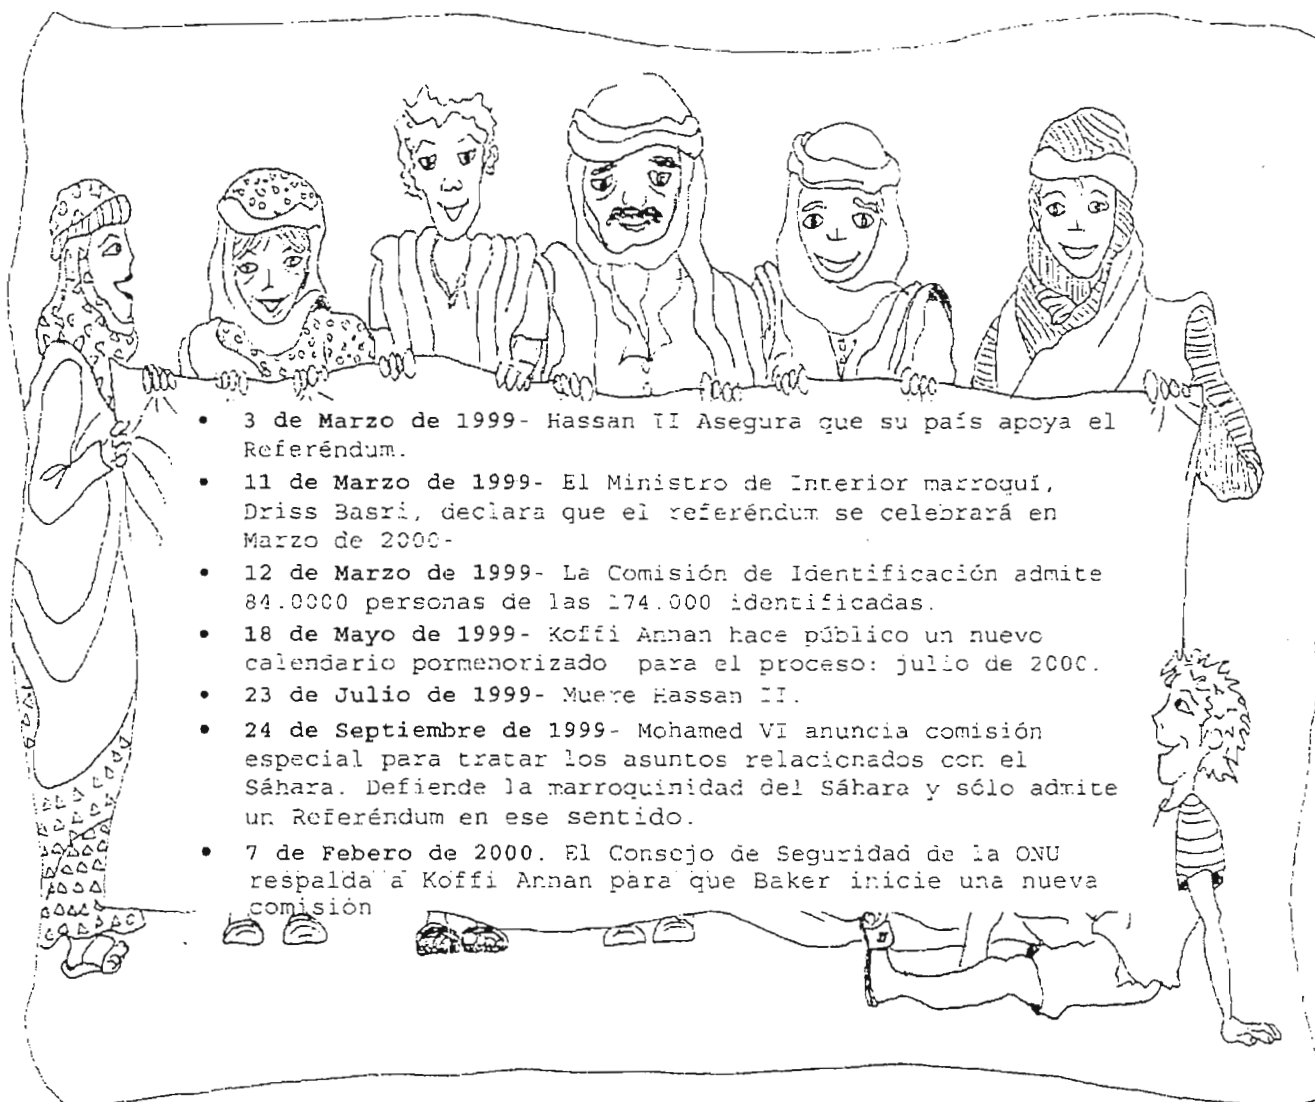 • 3 de Marzo de 1999- Hassan II Asegura que su país apoya el
Referéndum.
• 11 de Marzo de 1999- El Ministro de Interior marroquí,
Driss Basri, declara que el referéndum se celebrará en
Marzo de 2000-
• 12 de Marzo de 1999- La Comisión de Identificación admite
84.0000 personas de las 174.000 identificadas.
• 18 de Mayo de 1999- Koffi Annan hace público un nuevo
calendario pormenorizado para el proceso: julio de 2000.
• 23 de Julio de 1999- Muere Hassan II.
• 24 de Septiembre de 1999- Mohamed VI anuncia comisión
especial para tratar los asuntos relacionados con el
Sáhara. Defiende la marroquinidad del Sáhara y sólo admite
un Referéndum en ese sentido.
• 7 de Febero de 2000. El Consejo de Seguridad de la ONU
respalda a Koffi Annan para que Baker inicie una nueva
comisión